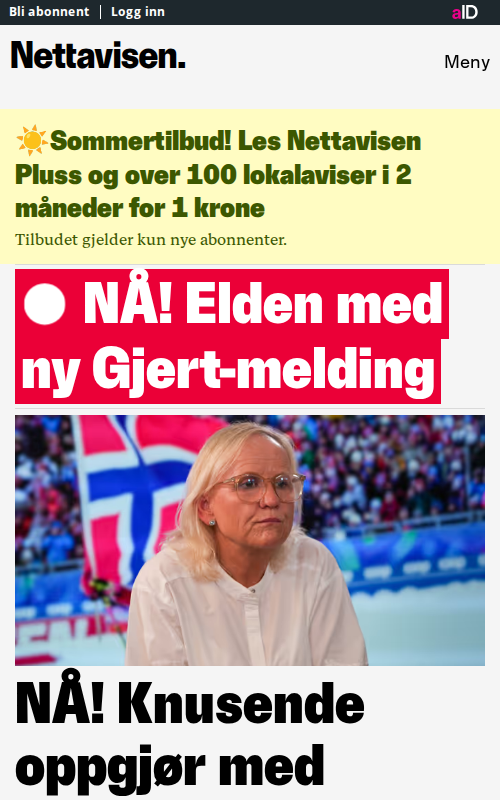 Bli abonnent | Logg inn
aID
Nettavisen.
Meny
☀️Sommertilbud! Les Nettavisen
Pluss og over 100 lokalaviser i 2
måneder for 1 krone
Tilbudet gjelder kun nye abonnenter.
NÅ! Elden med
ny Gjert-melding
NÅ! Knusende
oppgjør med